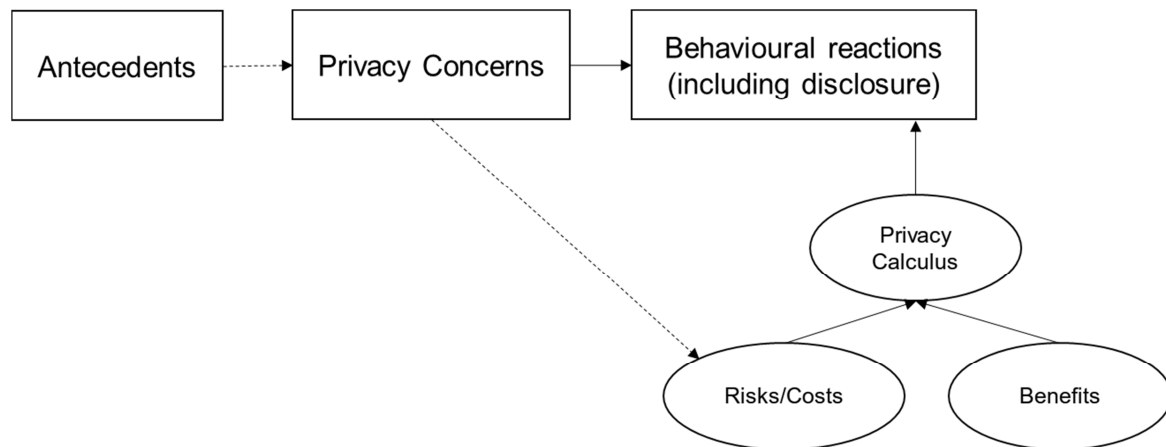 Antecedents
Privacy Concerns
Behavioural reactions
(including disclosure)
Privacy
Calculus
Risks/Costs
Benefits